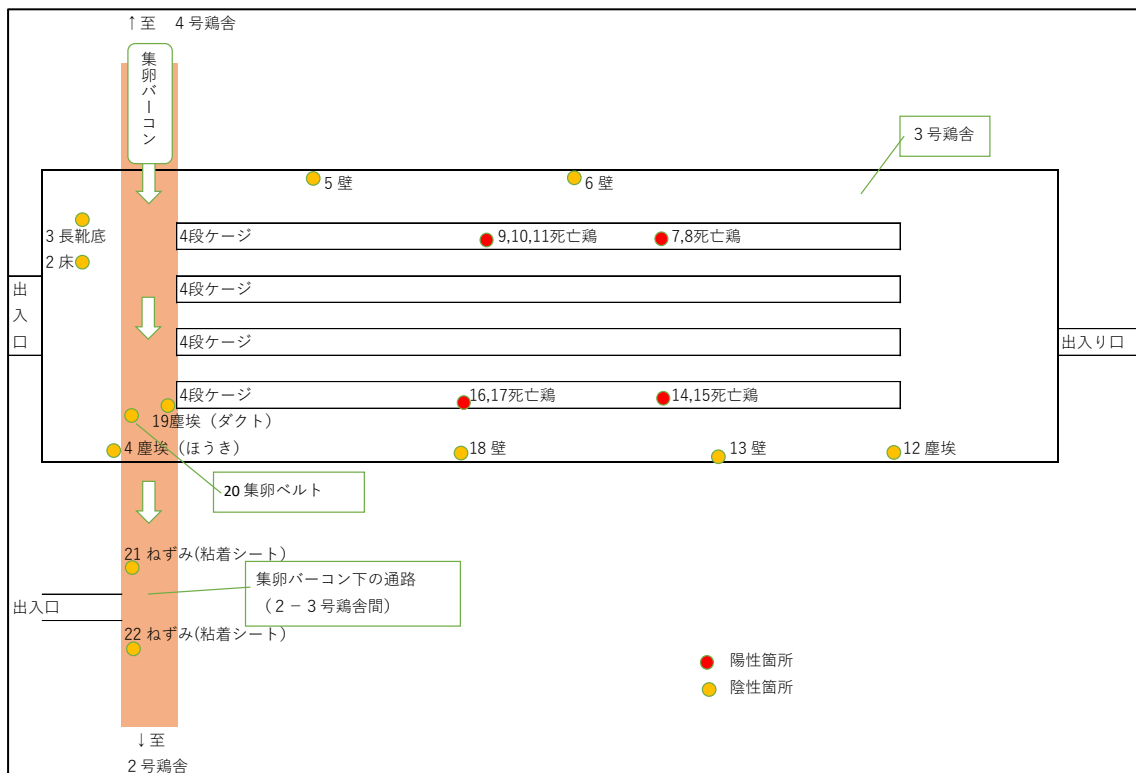 ↑至 4号鶏舎
集卵バーコン
3号鶏舎
5 壁
6 壁
3 長靴底
2 床
4段ケージ
9,10,11死亡鶏
7,8死亡鶏
4段ケージ
4段ケージ
4段ケージ
16,17死亡鶏
14,15死亡鶏
出入口
出入り口
19塵埃（ダクト）
4 塵埃（ほうき）
18 壁
13 壁
12 塵埃
20 集卵ベルト
21 ねずみ(粘着シート)
集卵バーコン下の通路
（２－３号鶏舎間）
出入口
22 ねずみ(粘着シート)
陽性箇所
陰性箇所
↓至
2号鶏舎